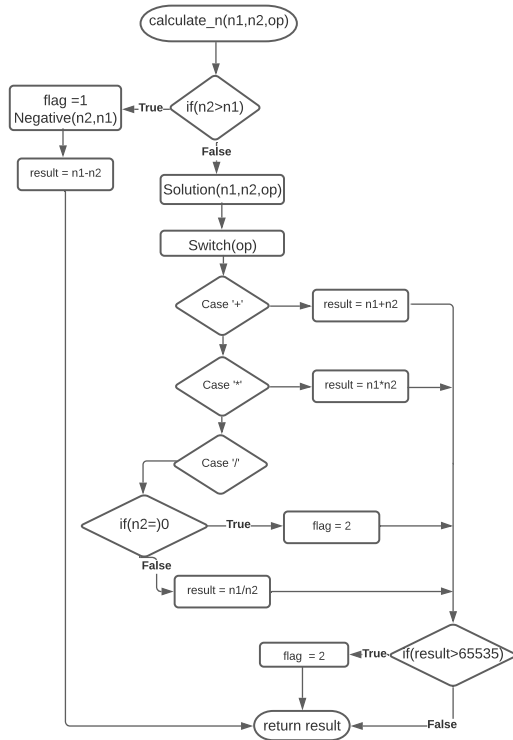 calculate_n(n1,n2,op)
if(n2>n1)
True
flag =1
Negative(n2,n1)
False
result = n1-n2
Solution(n1,n2,op)
Switch(op)
Case '+'
result = n1+n2
Case '*'
result = n1*n2
Case '/'
if(n2=)0
True
flag = 2
False
result = n1/n2
if(result>65535)
True
flag = 2
False
return result